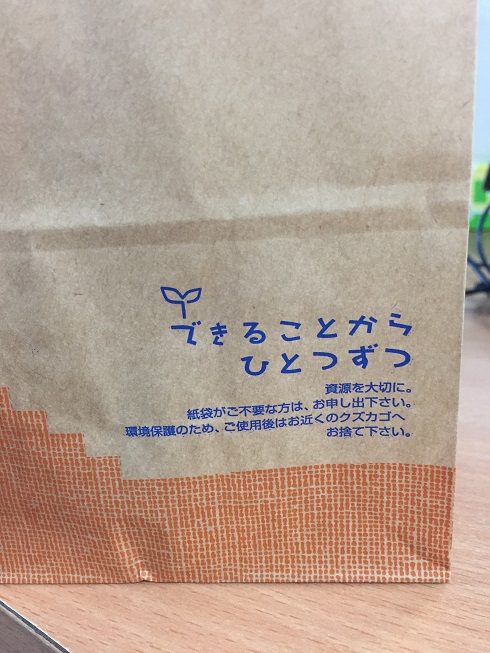 できることから
ひとつずつ
資源を大切に。
紙袋がご不要な方は、お申し出下さい。
環境保護のため、ご使用後はお近くのクズカゴへ
お捨て下さい。